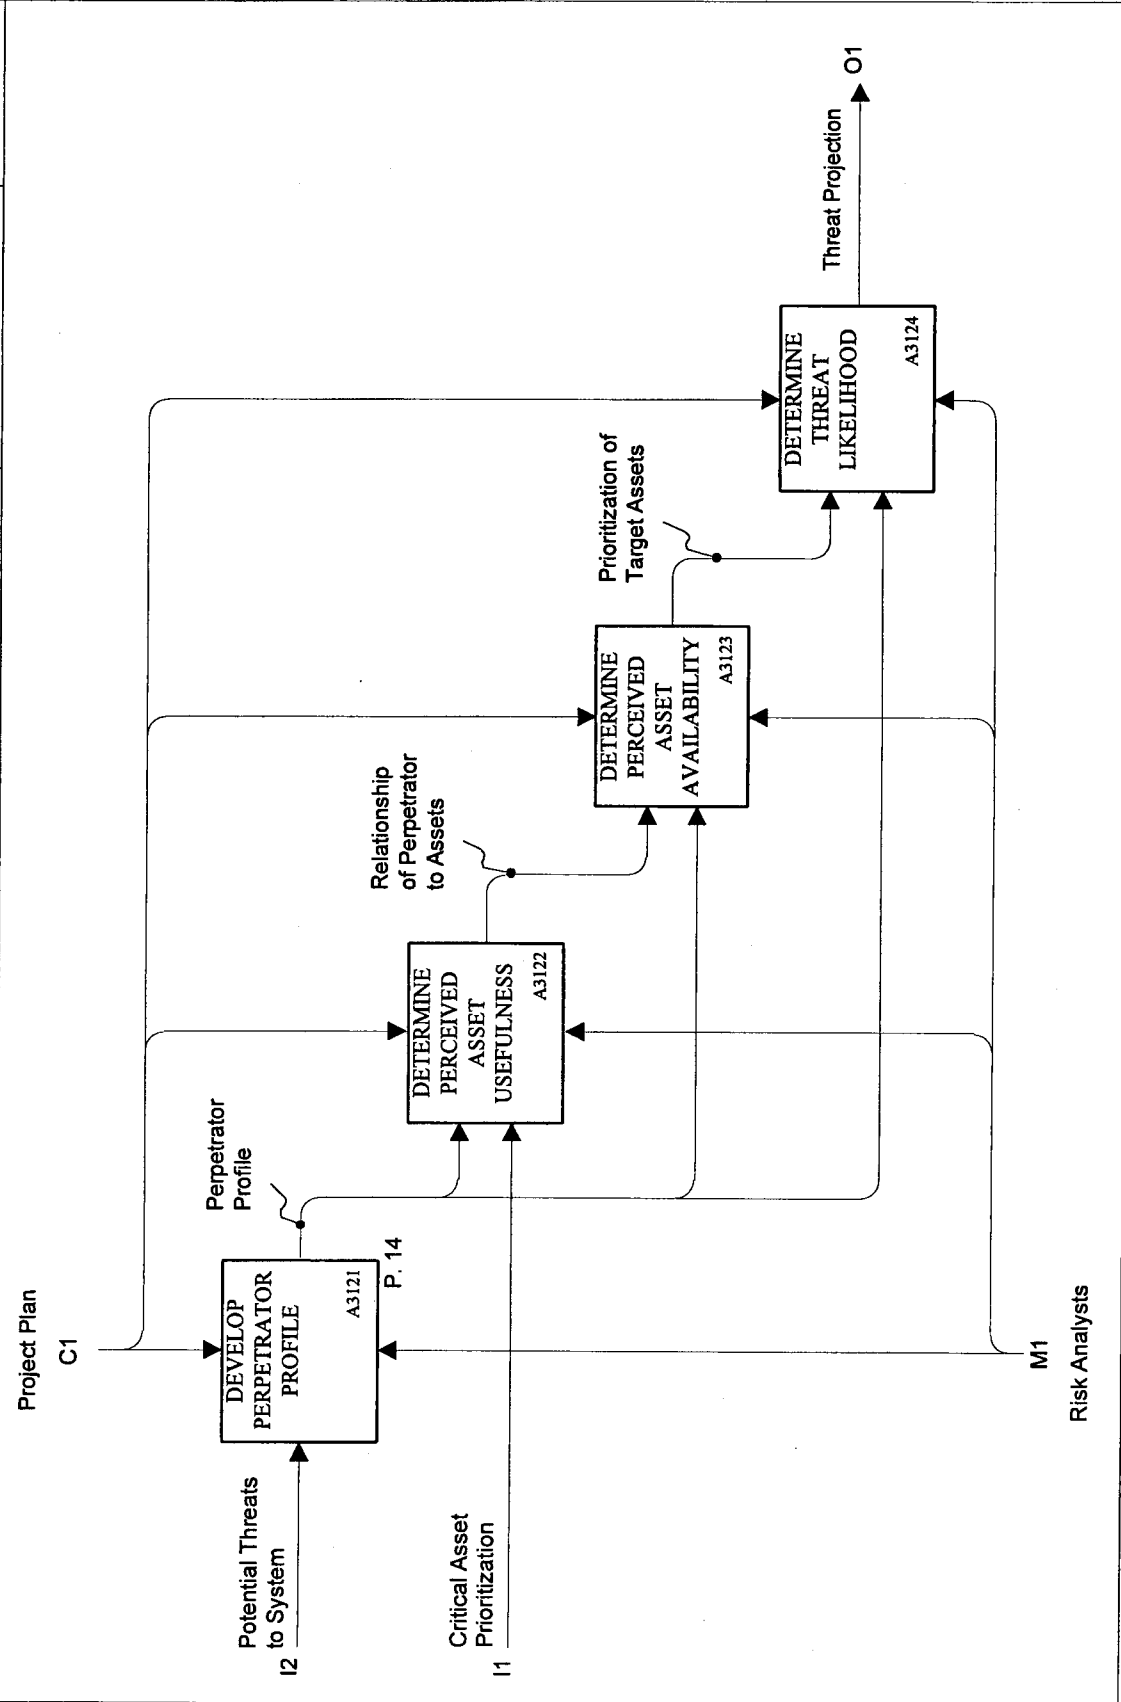 Project Plan
C1
Potential Threats
to System
I2
DEVELOP
PERPETRATOR
PROFILE
A3121
P. 14
Perpetrator
Profile
Critical Asset
Prioritization
I1
DETERMINE
PERCEIVED
ASSET
USEFULNESS
A3122
Relationship
of Perpetrator
to Assets
DETERMINE
PERCEIVED
ASSET
AVAILABILITY
A3123
Prioritization of
Target Assets
DETERMINE
THREAT
LIKELIHOOD
A3124
Threat Projection
O1
M1
Risk Analysts